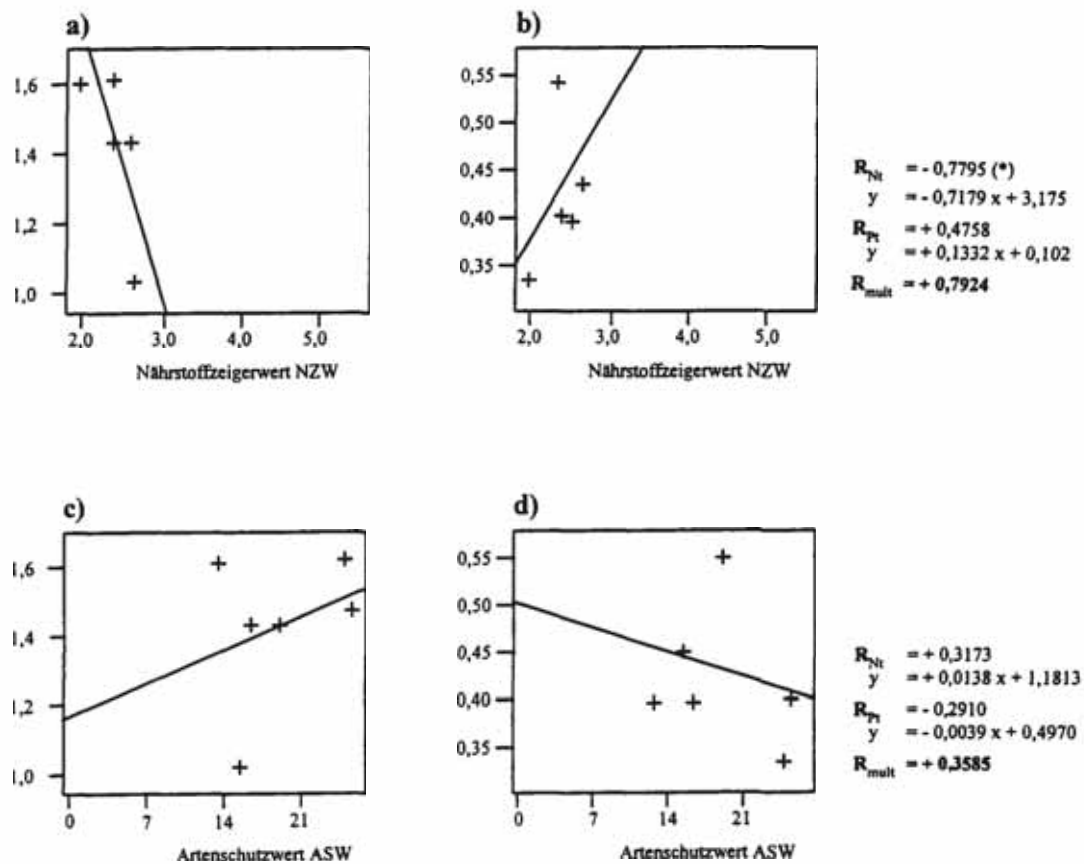 a)
1,6
1,4
1,2
1,0
2,0 3,0 4,0 5,0
Nährstoffzeigerwert NZW
b)
0,55
0,50
0,45
0,40
0,35
2,0 3,0 4,0 5,0
Nährstoffzeigerwert NZW
R_Nt = - 0,7795 (*)
y = - 0,7179 x + 3,175
R_Pt = + 0,4758
y = + 0,1332 x + 0,102
R_mult = + 0,7924
c)
1,6
1,4
1,2
1,0
0 7 14 21
Artenschutzwert ASW
d)
0,55
0,50
0,45
0,40
0,35
0 7 14 21
Artenschutzwert ASW
R_Nt = + 0,3173
y = + 0,0138 x + 1,1813
R_Pt = - 0,2910
y = - 0,0039 x + 0,4970
R_mult = + 0,3585